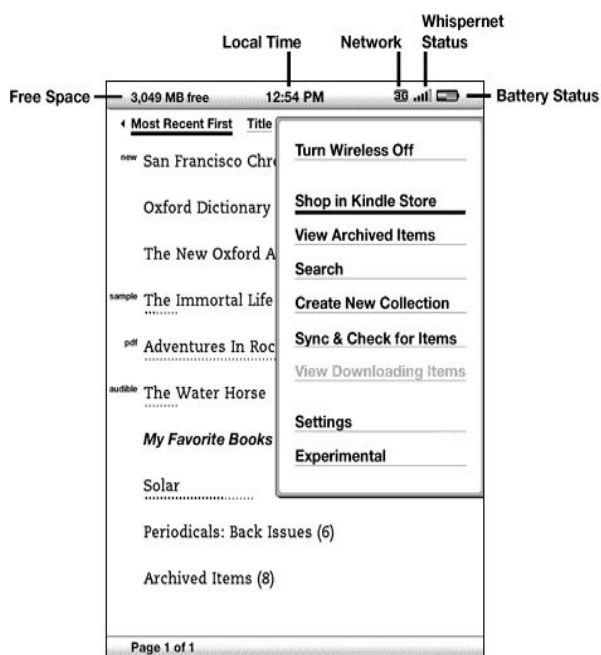 Whispernet
Local Time Network Status
Free Space 3,049 MB free 12:54 PM 3G Battery Status
Most Recent First Title
new San Francisco Chr
Oxford Dictionary
The New Oxford A
sample The Immortal Life
pdf Adventures In Roc
audible The Water Horse
My Favorite Books
Solar
Periodicals: Back Issues (6)
Archived Items (8)
Turn Wireless Off
Shop in Kindle Store
View Archived Items
Search
Create New Collection
Sync & Check for Items
View Downloading Items
Settings
Experimental
Page 1 of 1